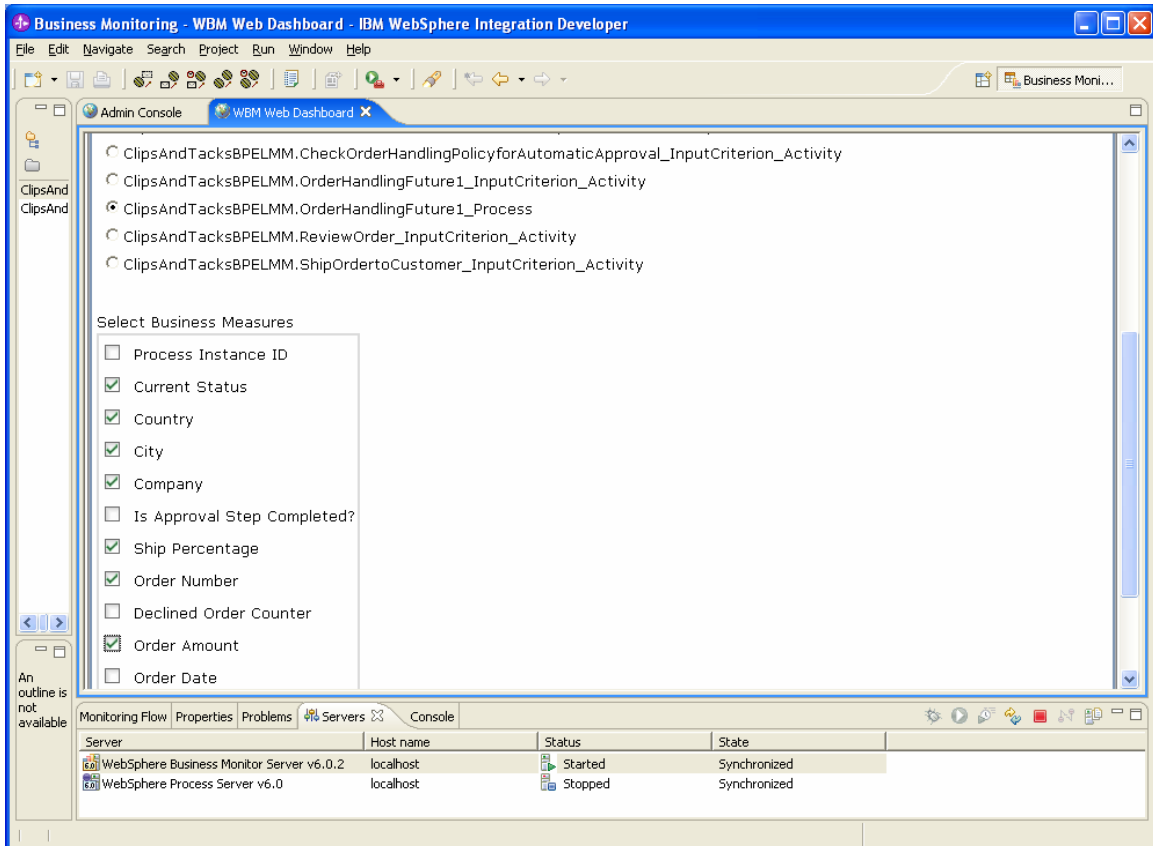 Business Monitoring - WBM Web Dashboard - IBM WebSphere Integration Developer
File Edit Navigate Search Project Run Window Help
Business Moni...
Admin Console WBM Web Dashboard
ClipsAnd
ClipsAnd
ClipsAndTacksBPELMM.CheckOrderHandlingPolicyforAutomaticApproval_InputCriterion_Activity
ClipsAndTacksBPELMM.OrderHandlingFuture1_InputCriterion_Activity
ClipsAndTacksBPELMM.OrderHandlingFuture1_Process
ClipsAndTacksBPELMM.ReviewOrder_InputCriterion_Activity
ClipsAndTacksBPELMM.ShipOrdertoCustomer_InputCriterion_Activity
Select Business Measures
Process Instance ID
Current Status
Country
City
Company
Is Approval Step Completed?
Ship Percentage
Order Number
Declined Order Counter
Order Amount
Order Date
An
outline is
not
available
Monitoring Flow Properties Problems Servers Console
Server Host name Status State
6.0 WebSphere Business Monitor Server v6.0.2 localhost Started Synchronized
6.0 WebSphere Process Server v6.0 localhost Stopped Synchronized